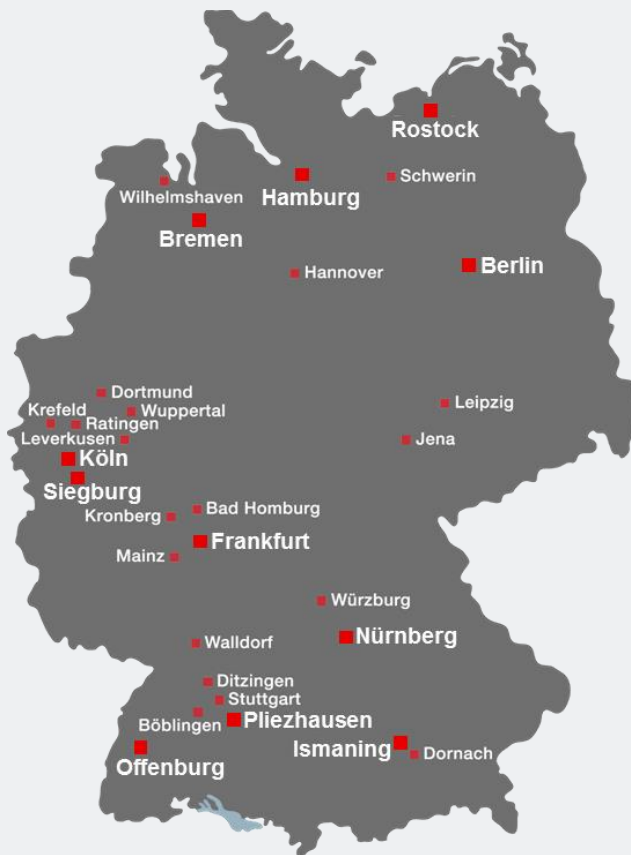 Rostock
Schwerin
Hamburg
Wilhelmshaven
Bremen
Berlin
Hannover
Dortmund
Leipzig
Krefeld
Wuppertal
Ratingen
Leverkusen
Jena
Köln
Siegburg
Bad Homburg
Kronberg
Frankfurt
Mainz
Würzburg
Nürnberg
Walldorf
Ditzingen
Stuttgart
Böblingen
Pliezhausen
Ismaning
Dornach
Offenburg